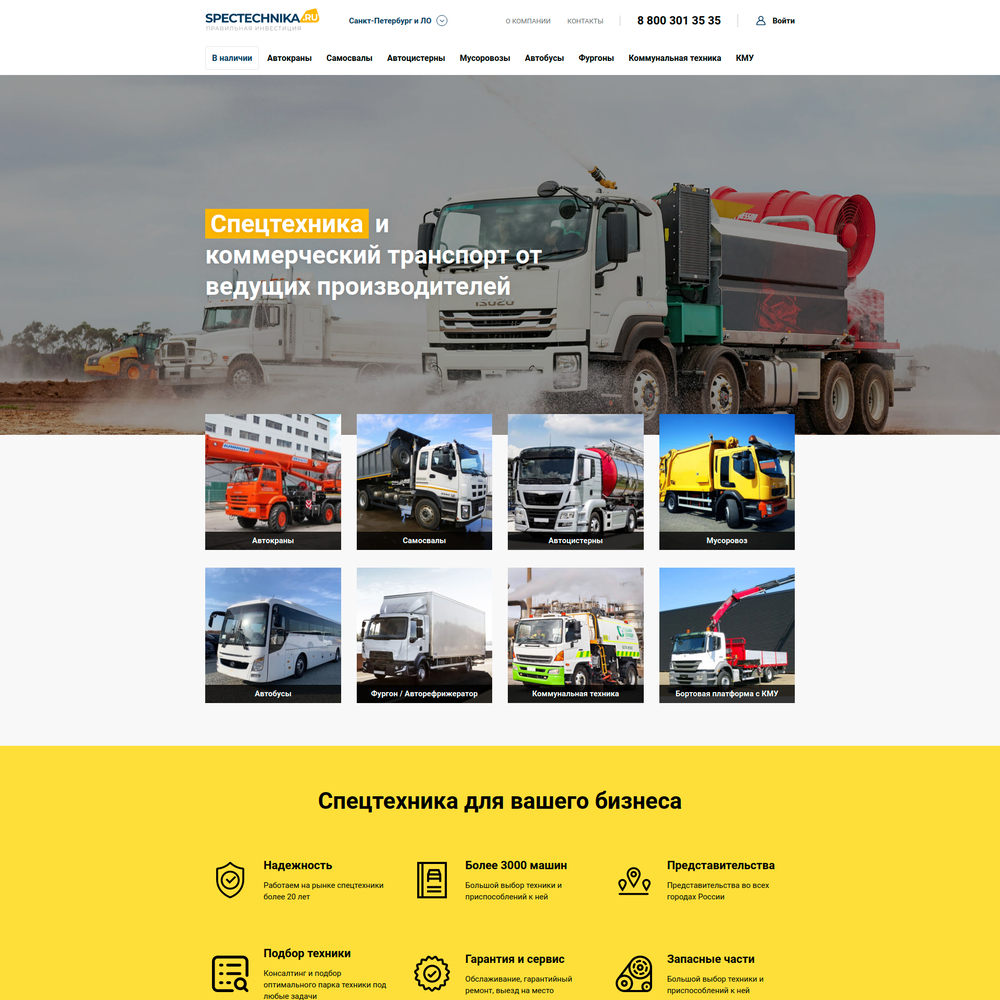 SPECTECHNIKA.RU
ПРАВИЛЬНАЯ ИНВЕСТИЦИЯ
Санкт-Петербург и ЛО
О КОМПАНИИ
КОНТАКТЫ
8 800 301 35 35
Войти
В наличии
Автокраны
Самосвалы
Автоцистерны
Мусоровозы
Автобусы
Фургоны
Коммунальная техника
КМУ
Спецтехника и
коммерческий транспорт от
ведущих производителей
ISUZU
Автокраны
Самосвалы
Автоцистерны
Мусоровоз
Автобусы
Фургон / Авторефрижератор
Коммунальная техника
Бортовая платформа с КМУ
Спецтехника для вашего бизнеса
Надежность
Работаем на рынке спецтехники
более 20 лет
Более 3000 машин
Большой выбор техники и
приспособлений к ней
Представительства
Представительства во всех
городах России
Подбор техники
Консалтинг и подбор
оптимального парка техники под
любые задачи
Гарантия и сервис
Обслаживание, гарантийный
ремонт, выезд на место
Запасные части
Большой выбор техники и
приспособлений к ней